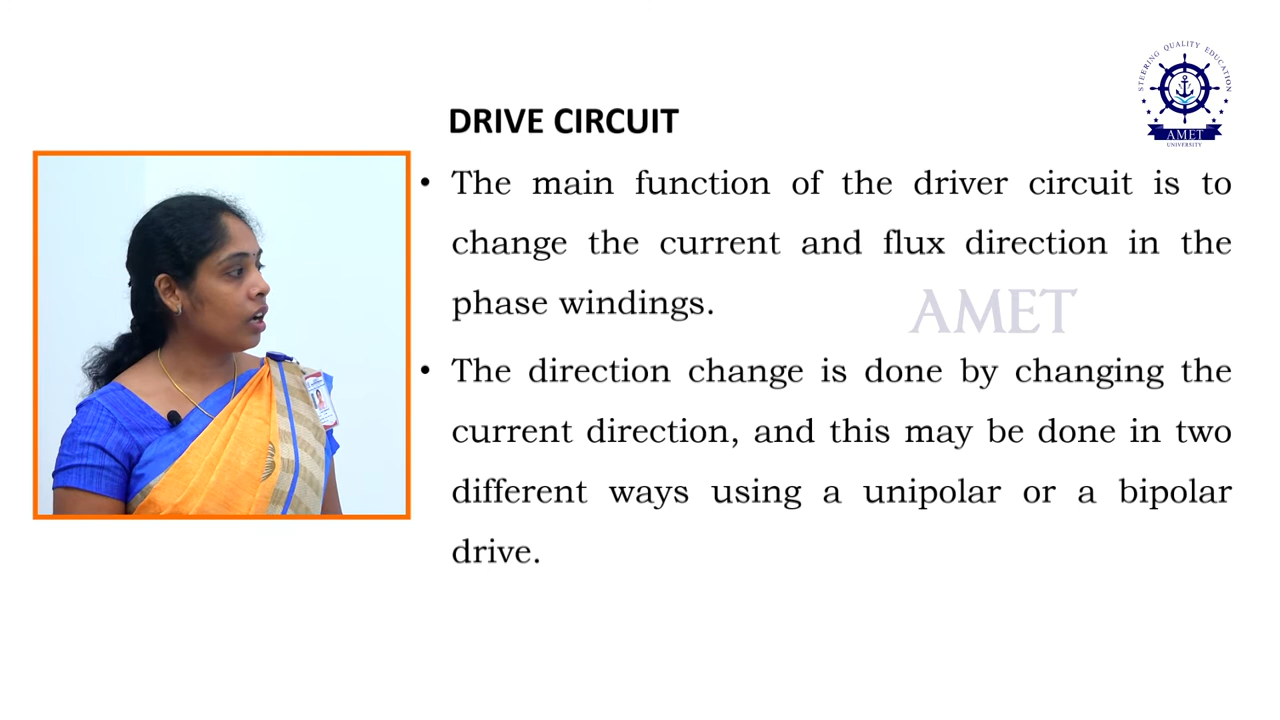 STEERING QUALITY EDUCATION
AMET
UNIVERSITY
DRIVE CIRCUIT
• The main function of the driver circuit is to
change the current and flux direction in the
phase windings.
AMET
• The direction change is done by changing the
current direction, and this may be done in two
different ways using a unipolar or a bipolar
drive.